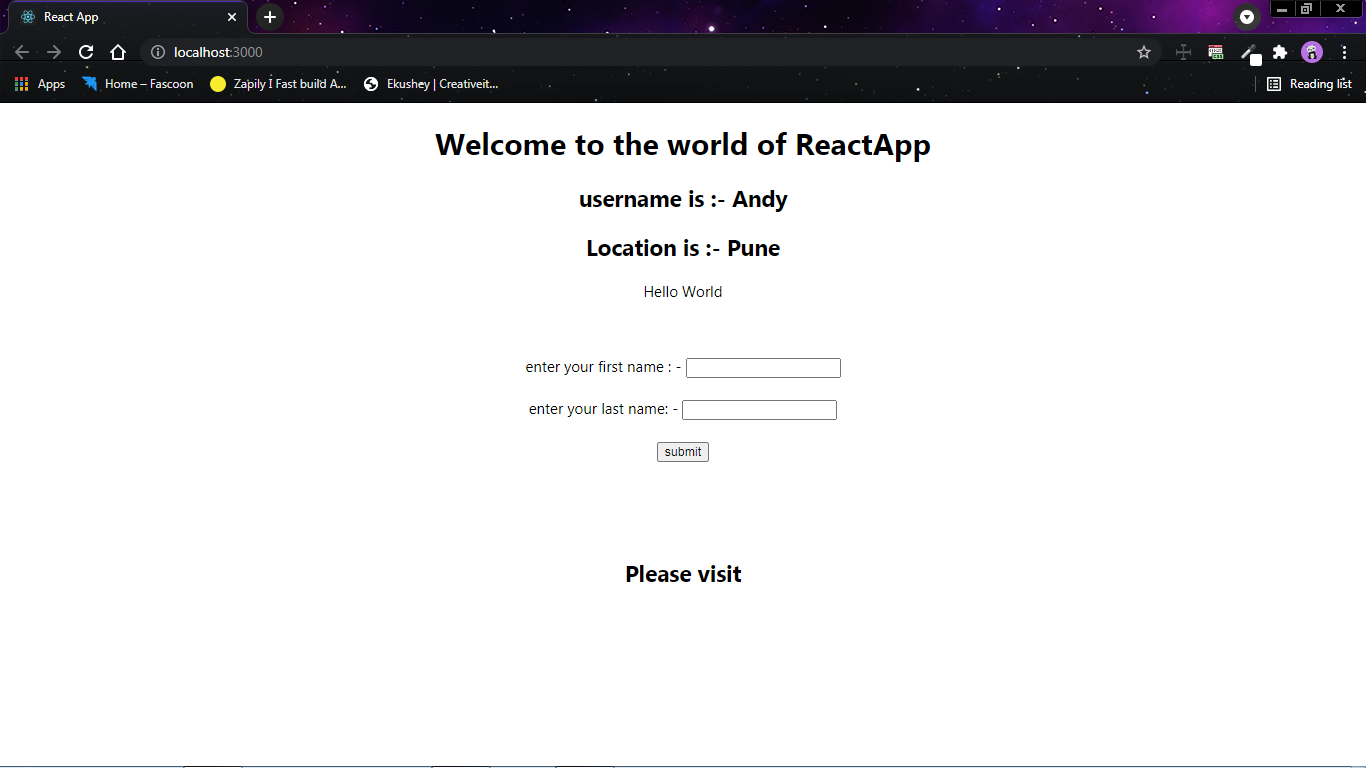 React App
localhost:3000
Apps Home – Fascoon Zapily I Fast build A... Ekushey | Creativeit... Reading list
Welcome to the world of ReactApp
username is :- Andy
Location is :- Pune
Hello World
enter your first name : -
enter your last name: -
submit
Please visit